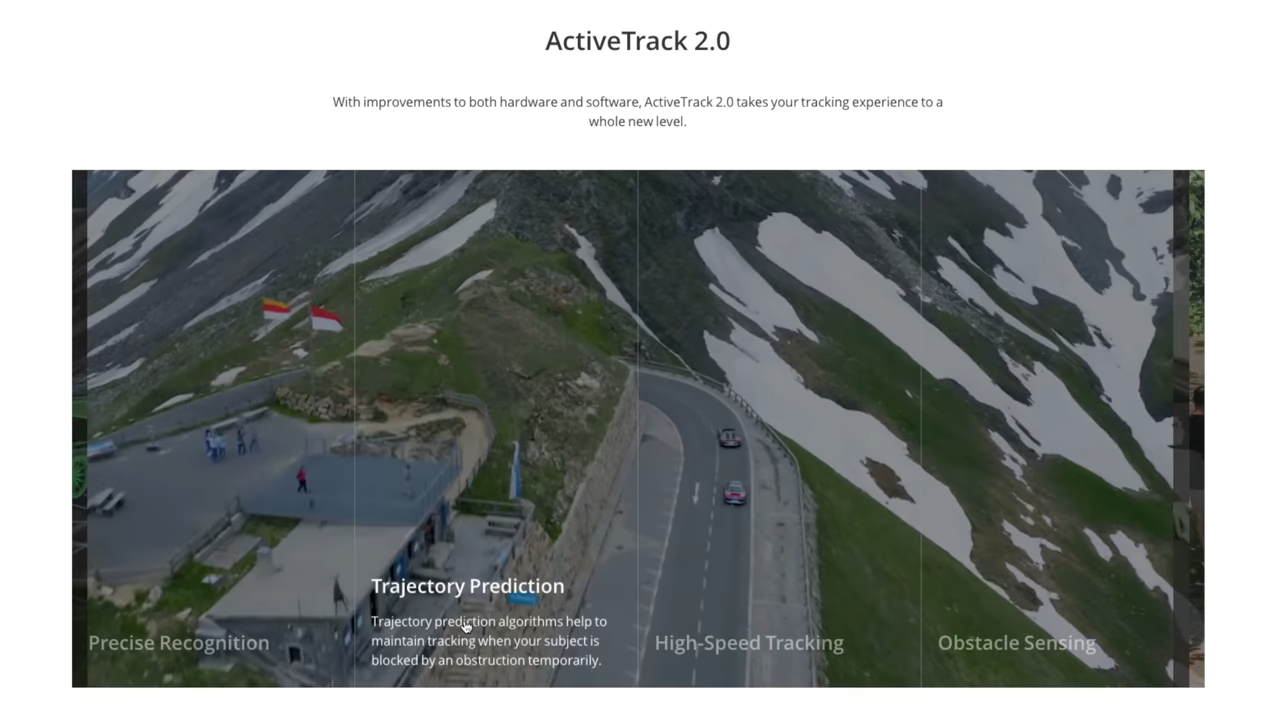 ActiveTrack 2.0
With improvements to both hardware and software, ActiveTrack 2.0 takes your tracking experience to a
whole new level.
Precise Recognition
Trajectory Prediction
Trajectory prediction algorithms help to
maintain tracking when your subject is
blocked by an obstruction temporarily.
High-Speed Tracking
Obstacle Sensing